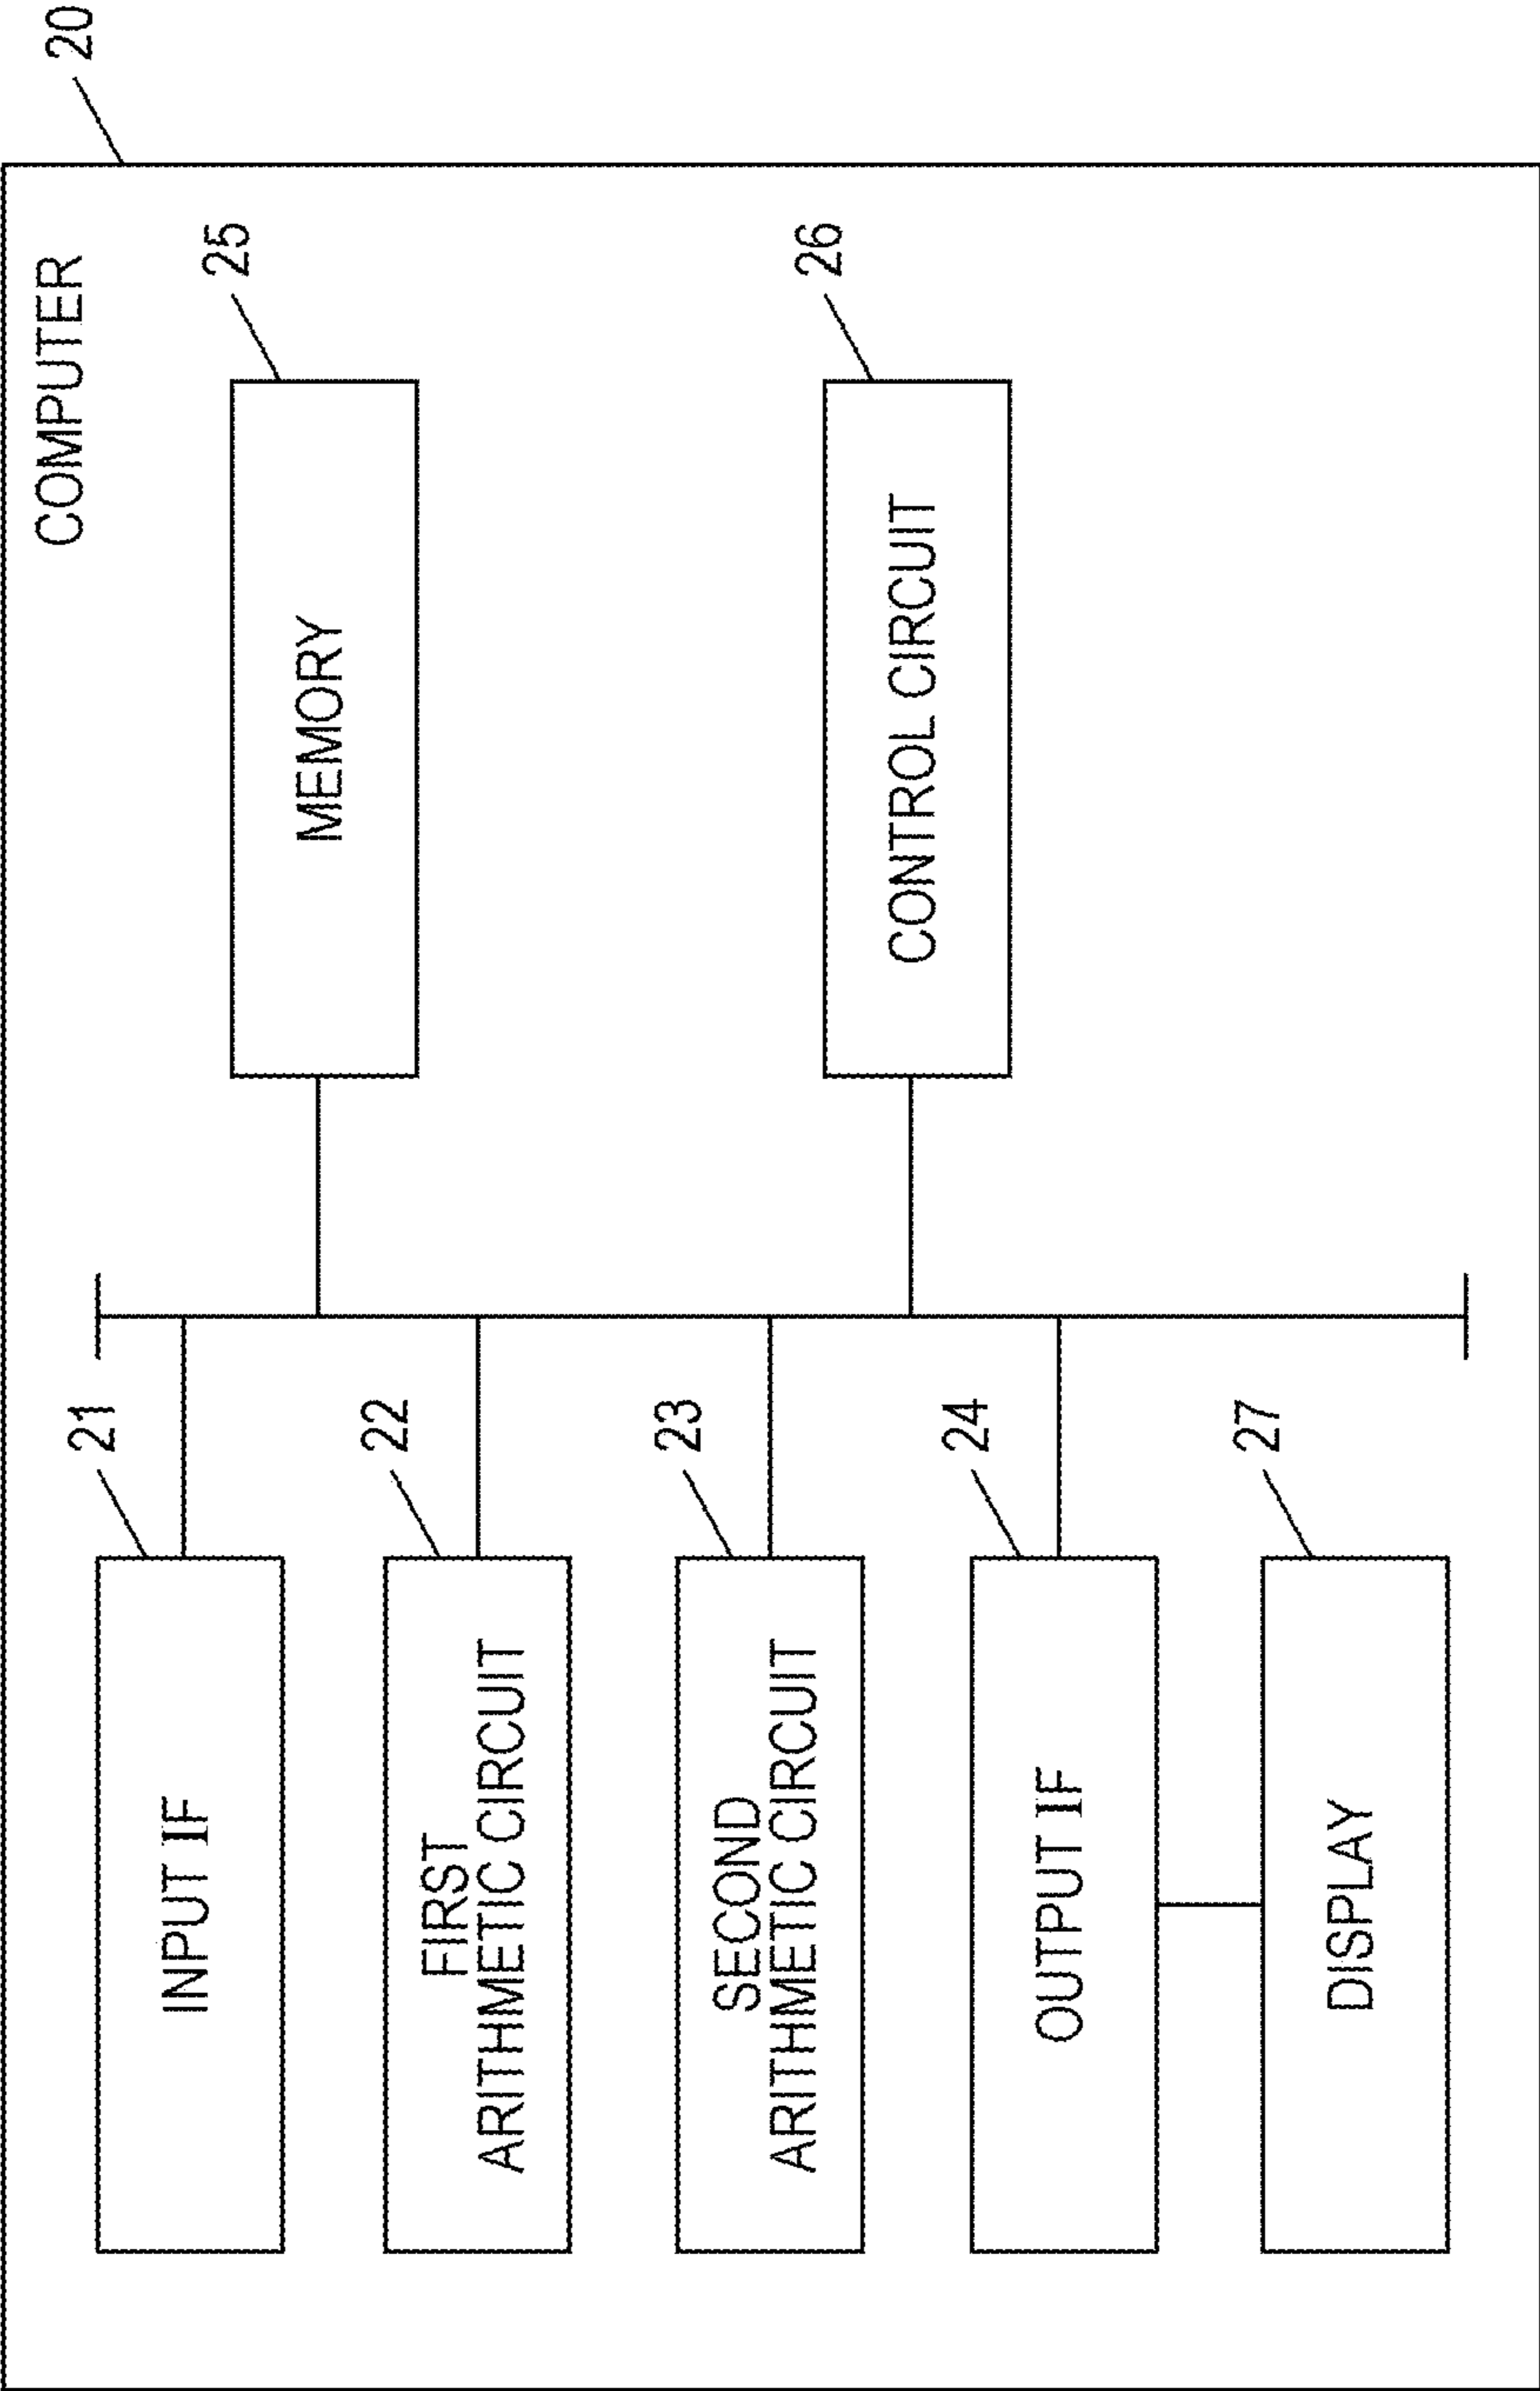 20
COMPUTER
21
INPUT IF
25
MEMORY
22
FIRST
ARITHMETIC CIRCUIT
23
SECOND
ARITHMETIC CIRCUIT
26
CONTROL CIRCUIT
24
OUTPUT IF
27
DISPLAY